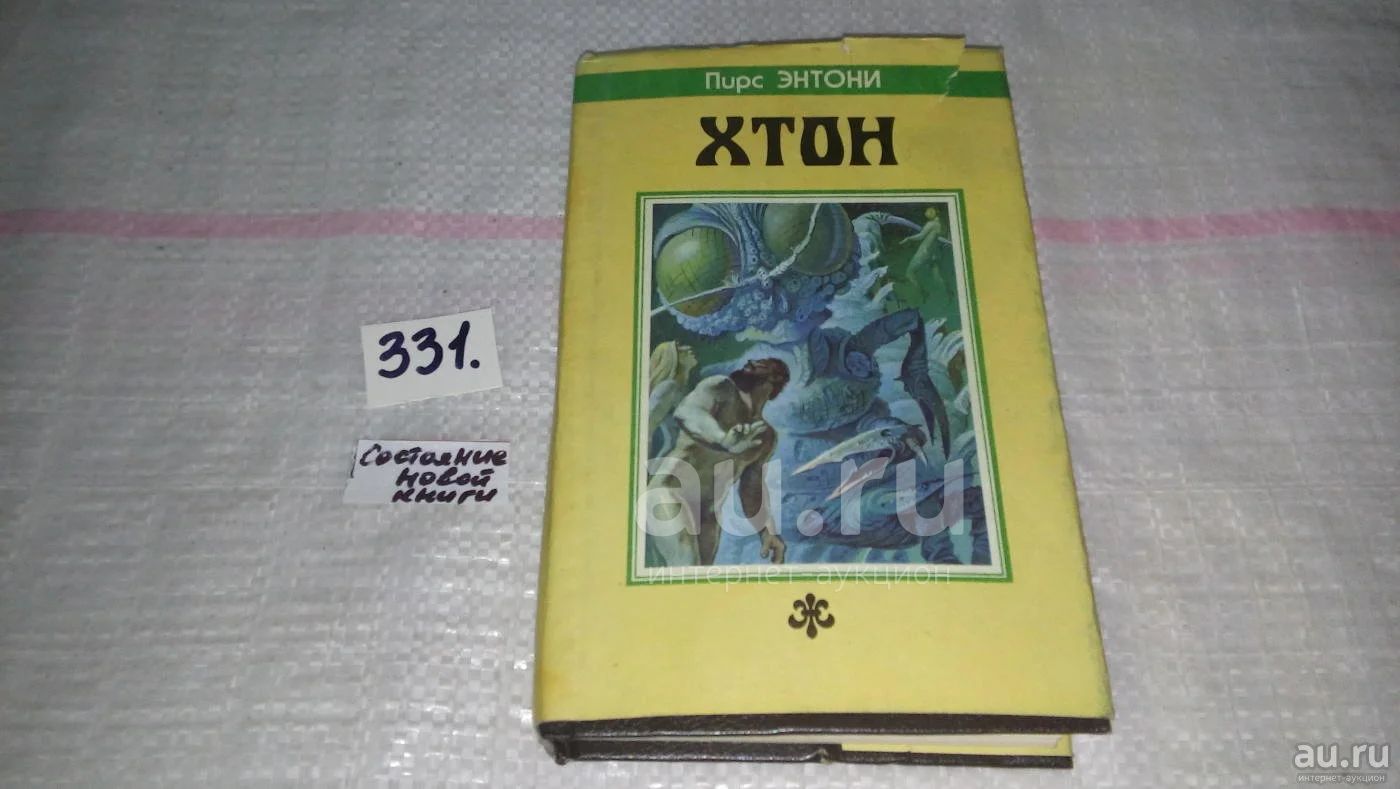 Пирс ЭНТОНИ
ХТОН
331.
Состояние
новой
книги
au.ru
интернет-аукцион
au.ru
интернет-аукцион